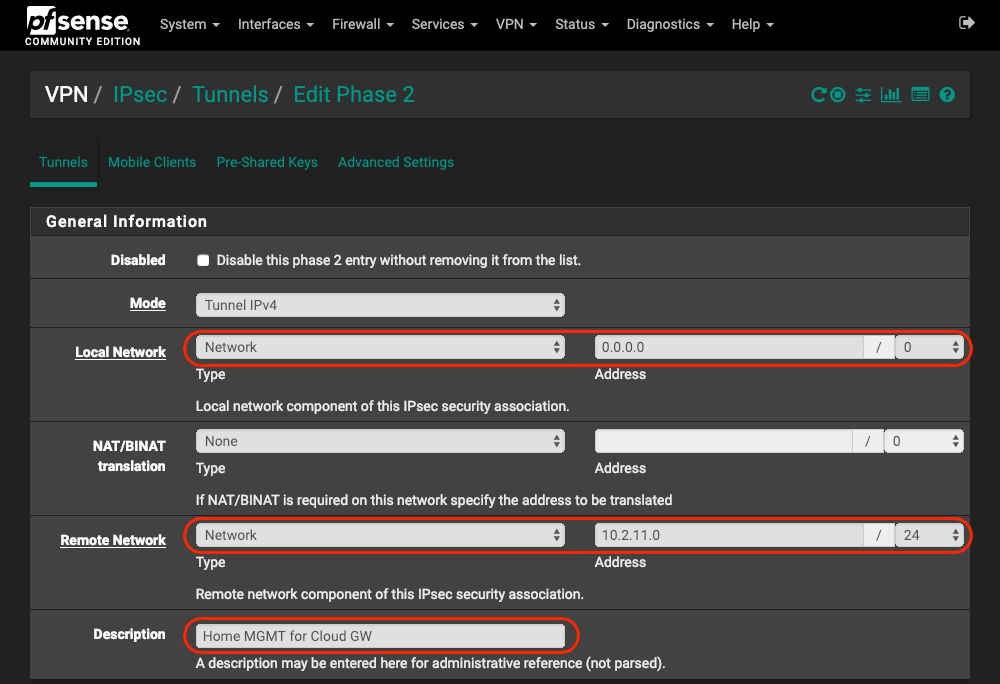 pfsense
COMMUNITY EDITION
System Interfaces Firewall Services VPN Status Diagnostics Help
VPN / IPsec / Tunnels / Edit Phase 2
Tunnels Mobile Clients Pre-Shared Keys Advanced Settings
General Information
Disabled Disable this phase 2 entry without removing it from the list.
Mode Tunnel IPv4
Local Network Network 0.0.0.0 / 0
Type Address
Local network component of this IPsec security association.
NAT/BINAT translation None / 0
Type Address
If NAT/BINAT is required on this network specify the address to be translated
Remote Network Network 10.2.11.0 / 24
Type Address
Remote network component of this IPsec security association.
Description Home MGMT for Cloud GW
A description may be entered here for administrative reference (not parsed).